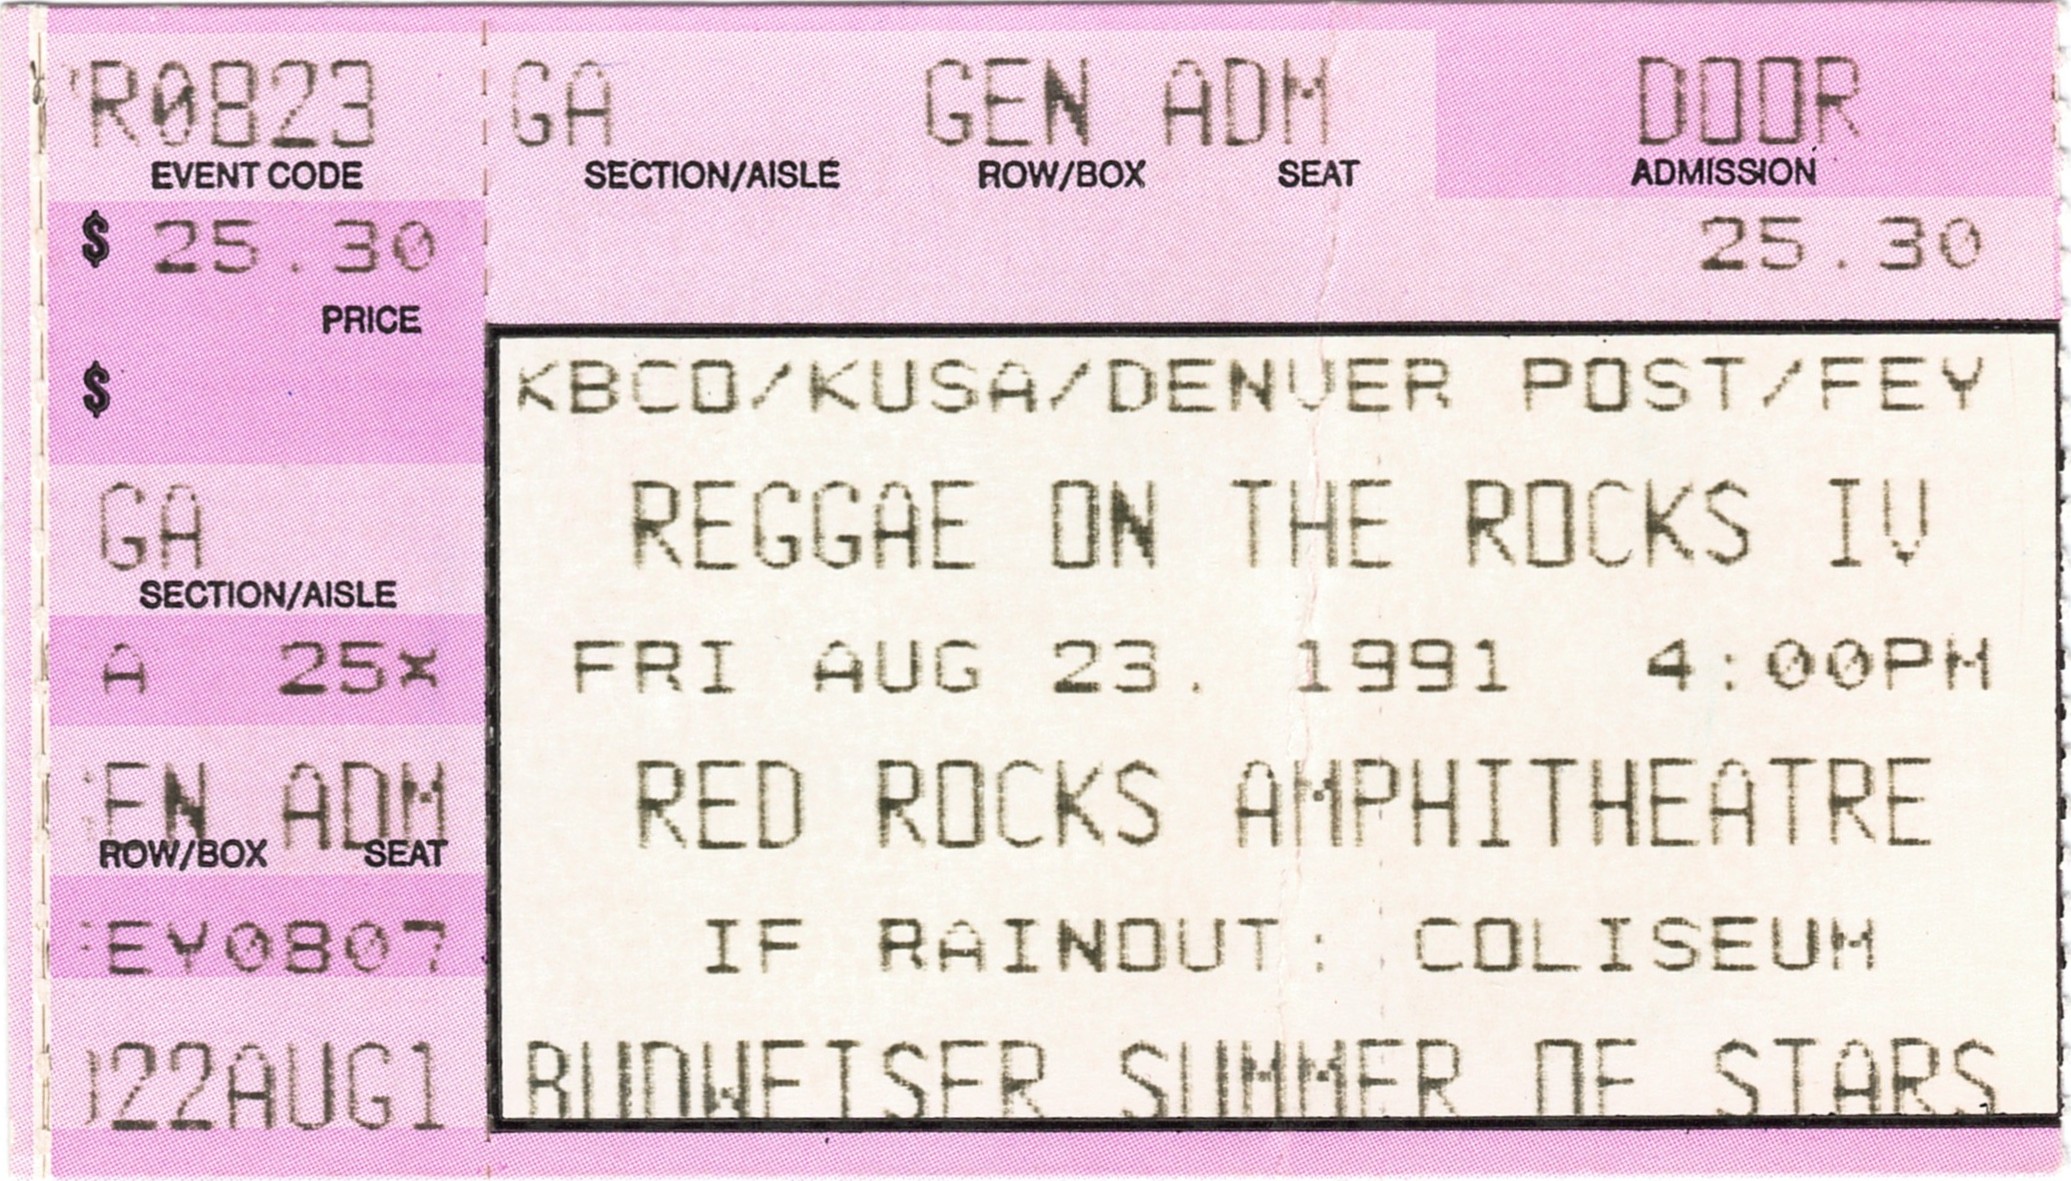 R0823
EVENT CODE
$ 25.30
PRICE
$
GA
SECTION/AISLE
A 25X
EN ADM
ROW/BOX SEAT
EY0807
22AUG1
GA GEN ADM DOOR
SECTION/AISLE ROW/BOX SEAT ADMISSION
25.30
KBCO/KUSA/DENVER POST/FEY
REGGAE ON THE ROCKS IV
FRI AUG 23, 1991 4:00PM
RED ROCKS AMPHITHEATRE
IF RAINOUT: COLISEUM
BUDWEISER SUMMER OF STARS